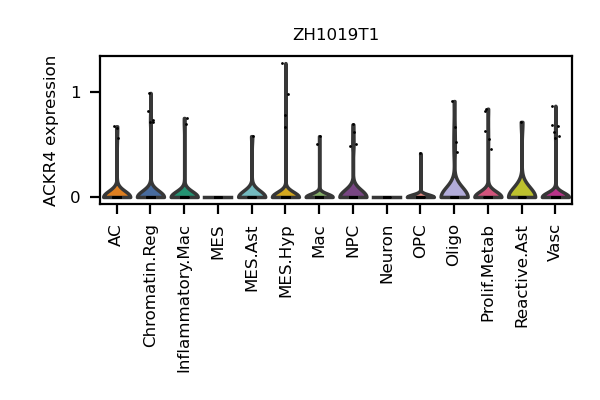 ZH1019T1
ACKR4 expression
1
0
AC
Chromatin.Reg
Inflammatory.Mac
MES
MES.Ast
MES.Hyp
Mac
NPC
Neuron
OPC
Oligo
Prolif.Metab
Reactive.Ast
Vasc